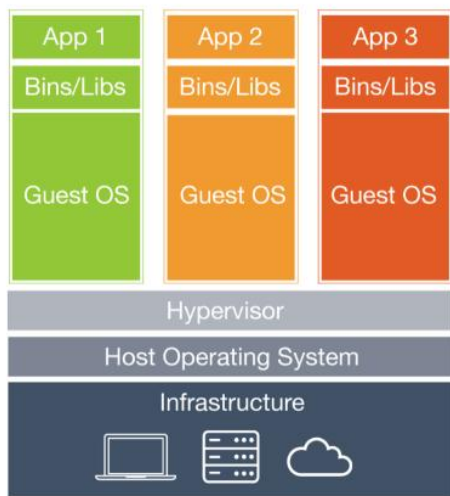 App 1
App 2
App 3
Bins/Libs
Bins/Libs
Bins/Libs
Guest OS
Guest OS
Guest OS
Hypervisor
Host Operating System
Infrastructure